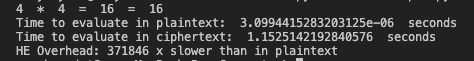 4 * 4 = 16 = 16
Time to evaluate in plaintext: 3.0994415283203125e-06 seconds
Time to evaluate in ciphertext: 1.1525142192840576 seconds
HE Overhead: 371846 x slower than in plaintext